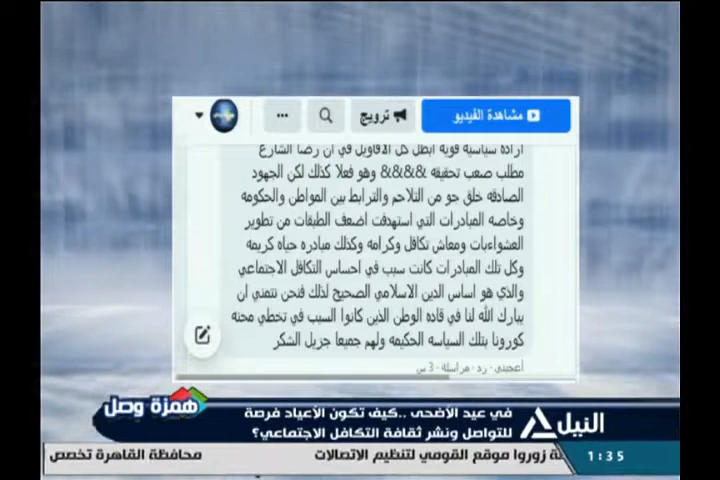 مشاهدة الفيديو
ترويج
ارادة سياسية قوية ابطل كل الاقاويل في ان رضا الشارع
مطلب صعب تحقيقه &&&& وهو فعلا كذلك لكن الجهود
الصادقه خلق جو من التلاحم والترابط بين المواطن والحكومه
وخاصه المبادرات التي استهدفت اضعف الطبقات من تطوير
العشواءيات ومعاش تكافل وكرامه وكذلك مبادره حياه كريمه
وكل تلك المبادرات كانت سبب في احساس التكافل الاجتماعي
والذي هو اساس الدين الاسلامي الصحيح لذلك فنحن نتمني ان
يبارك الله لنا في قاده الوطن الذين كانوا السبب في تخطي محنه
كورونا بتلك السياسه الحكيمه ولهم جميعا جزيل الشكر
أعجبني · رد · مراسلة · 3 س
همزة وصل
النيل
في عيد الأضحى ..كيف تكون الأعياد فرصة
للتواصل ونشر ثقافة التكافل الاجتماعي؟
1:35
زوروا موقع القومي لتنظيم الاتصالات
محافظة القاهرة تخصص